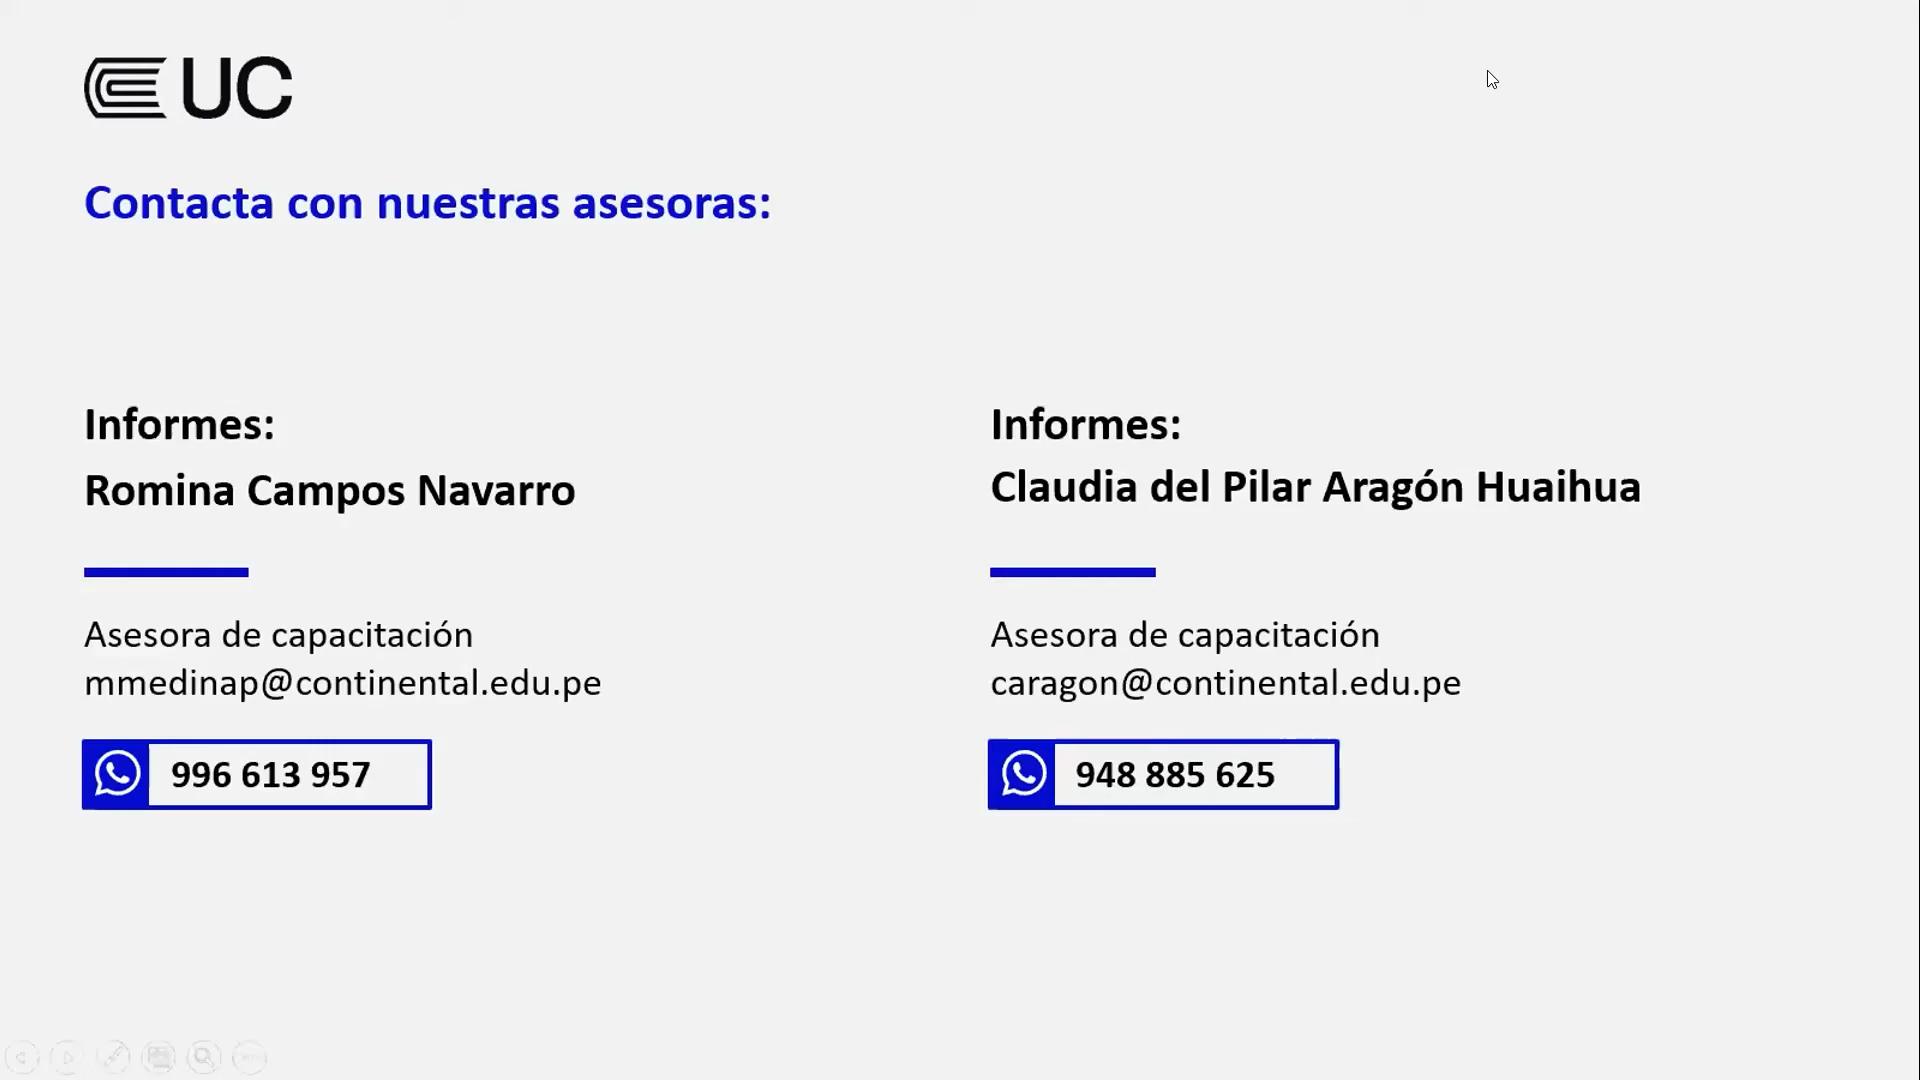 UC
Contacta con nuestras asesoras:
Informes:
Romina Campos Navarro
Asesora de capacitación
mmedinap@continental.edu.pe
996 613 957
Informes:
Claudia del Pilar Aragón Huaihua
Asesora de capacitación
caragon@continental.edu.pe
948 885 625